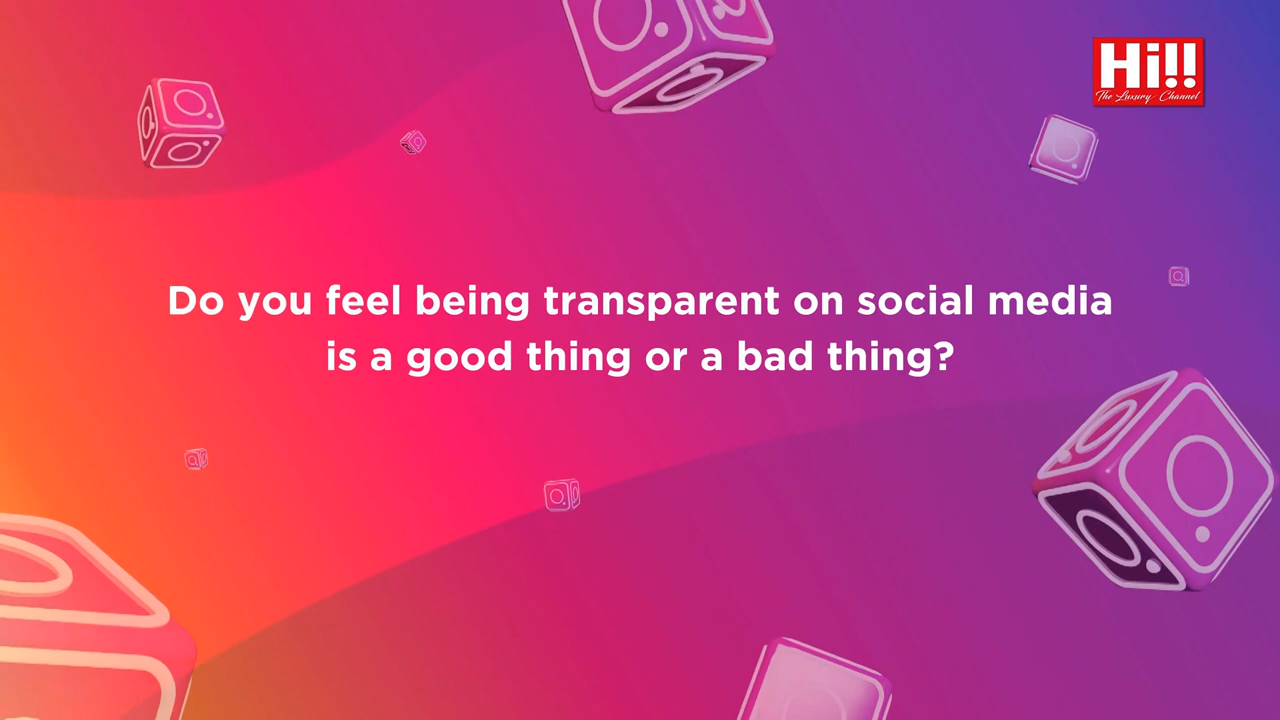 Hi!!
The Luxury Channel
Do you feel being transparent on social media
is a good thing or a bad thing?